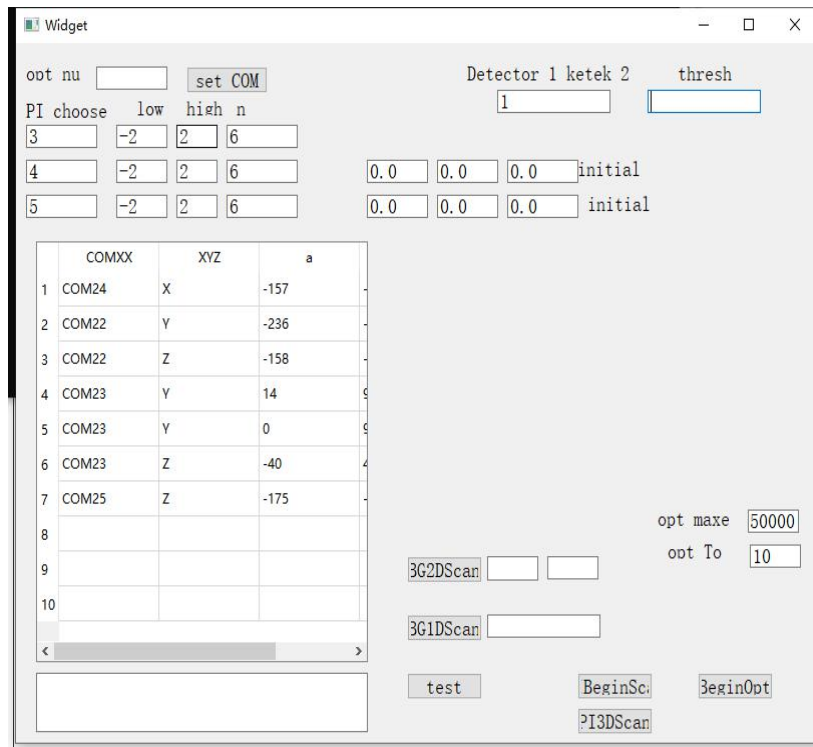 Widget
opt nu set COM Detector 1 ketek 2 thresh
1
PI choose low high n
3 -2 2 6
4 -2 2 6 0.0 0.0 0.0 initial
5 -2 2 6 0.0 0.0 0.0 initial
COMXX XYZ a
1 COM24 X -157
2 COM22 Y -236
3 COM22 Z -158
4 COM23 Y 14
5 COM23 Y 0
6 COM23 Z -40
7 COM25 Z -175
8
9
10
opt maxe 50000
opt To 10
BG2DScan
BG1DScan
test BeginSc BeginOpt
PI3DScan